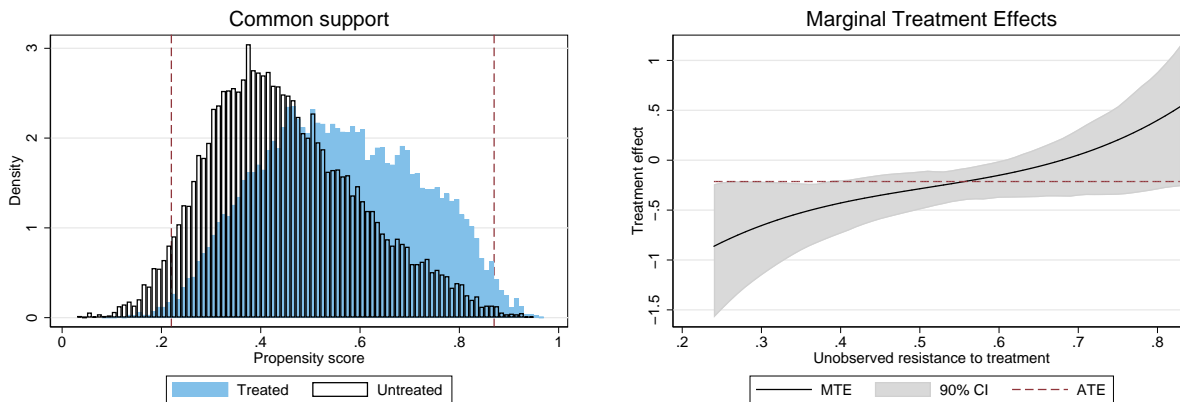 Common support
3
2
1
0
Density
0 .2 .4 .6 .8 1
Propensity score
Treated Untreated
Marginal Treatment Effects
1
.5
0
-.5
-1
-1.5
Treatment effect
.2 .3 .4 .5 .6 .7 .8
Unobserved resistance to treatment
MTE 90% CI ATE